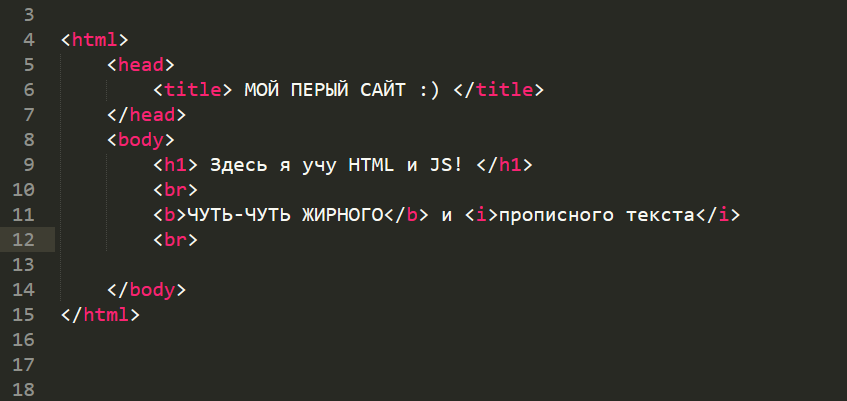 3
4 <html>
5 <head>
6 <title> МОЙ ПЕРЫЙ САЙТ :) </title>
7 </head>
8 <body>
9 <h1> Здесь я учу HTML и JS! </h1>
10 <br>
11 <b>ЧУТЬ-ЧУТЬ ЖИРНОГО</b> и <i>прописного текста</i>
12 <br>
13
14 </body>
15 </html>
16
17
18